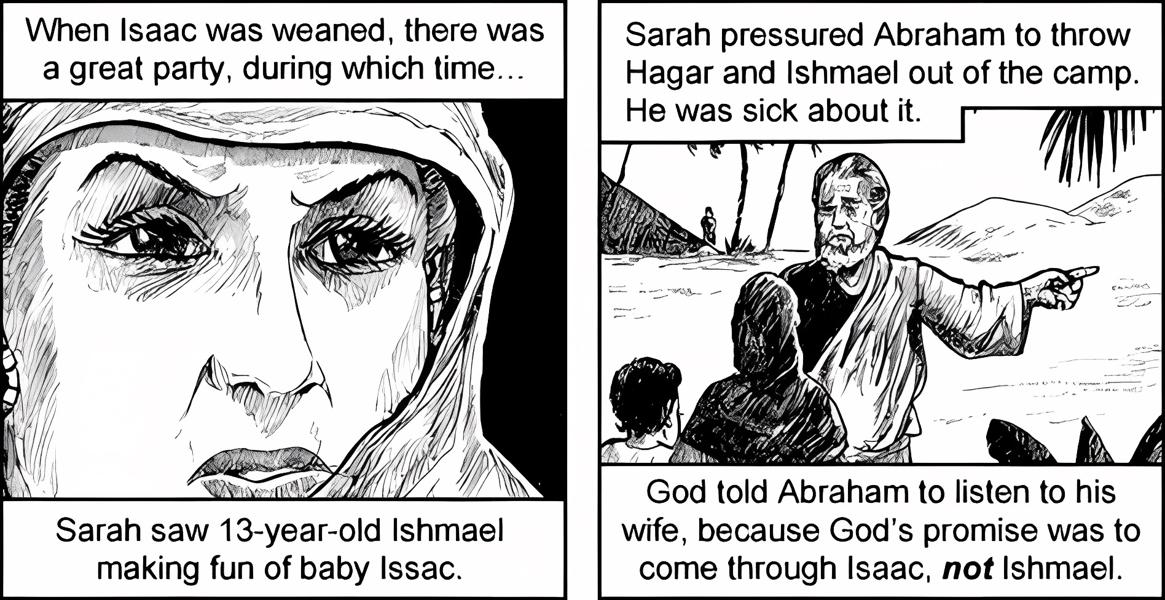 When Isaac was weaned, there was
a great party, during which time...
Sarah saw 13-year-old Ishmael
making fun of baby Issac.
Sarah pressured Abraham to throw
Hagar and Ishmael out of the camp.
He was sick about it.
God told Abraham to listen to his
wife, because God's promise was to
come through Isaac, not Ishmael.